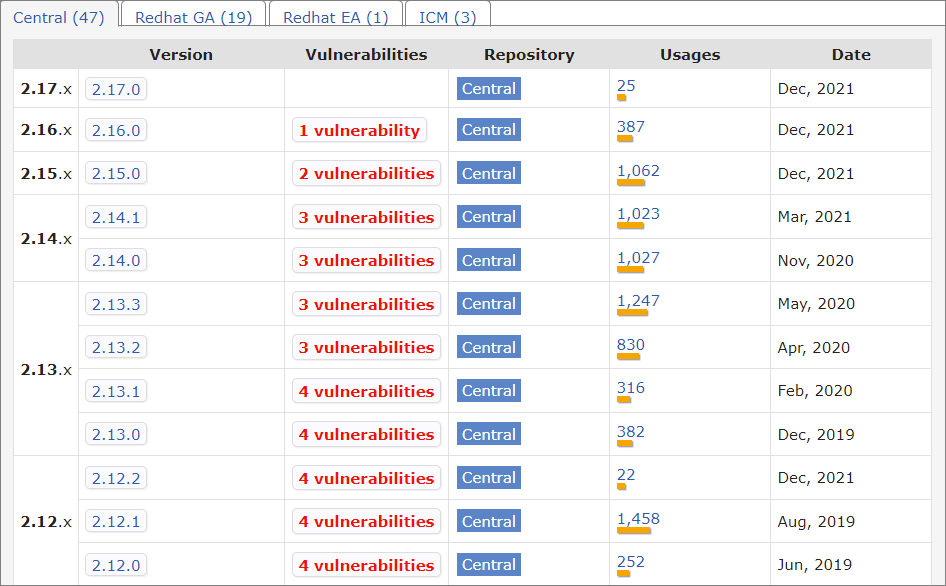 Central (47) Redhat GA (19) Redhat EA (1) ICM (3)
Version Vulnerabilities Repository Usages Date
2.17.x 2.17.0 Central 25 Dec, 2021
2.16.x 2.16.0 1 vulnerability Central 387 Dec, 2021
2.15.x 2.15.0 2 vulnerabilities Central 1,062 Dec, 2021
2.14.x 2.14.1 3 vulnerabilities Central 1,023 Mar, 2021
2.14.0 3 vulnerabilities Central 1,027 Nov, 2020
2.13.x 2.13.3 3 vulnerabilities Central 1,247 May, 2020
2.13.2 3 vulnerabilities Central 830 Apr, 2020
2.13.1 4 vulnerabilities Central 316 Feb, 2020
2.13.0 4 vulnerabilities Central 382 Dec, 2019
2.12.x 2.12.2 4 vulnerabilities Central 22 Dec, 2021
2.12.1 4 vulnerabilities Central 1,458 Aug, 2019
2.12.0 4 vulnerabilities Central 252 Jun, 2019